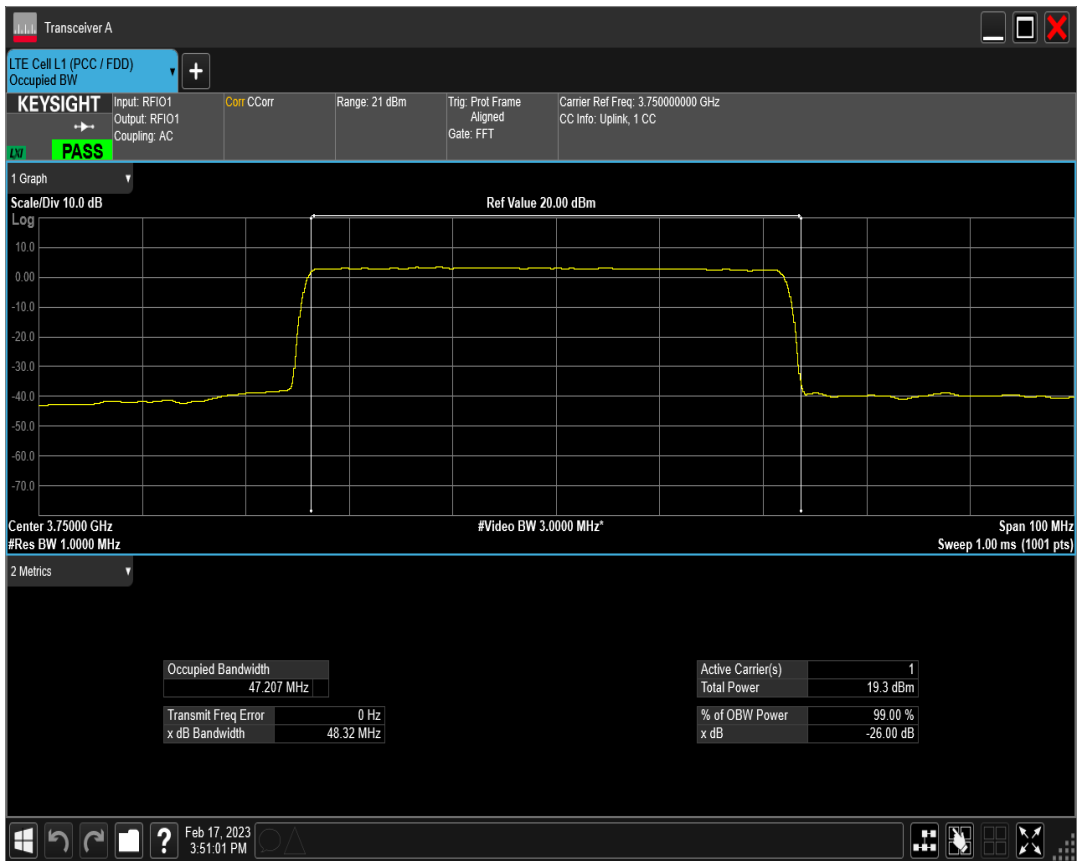 Transceiver A
LTE Cell L1 (PCC / FDD)
Occupied BW
KEYSIGHT
LXI
PASS
Input: RFIO1
Output: RFIO1
Coupling: AC
Corr CCorr
Range: 21 dBm
Trig: Prot Frame
Aligned
Gate: FFT
Carrier Ref Freq: 3.750000000 GHz
CC Info: Uplink, 1 CC
1 Graph
Scale/Div 10.0 dB
Ref Value 20.00 dBm
Log
10.0
0.00
-10.0
-20.0
-30.0
-40.0
-50.0
-60.0
-70.0
Center 3.75000 GHz
#Video BW 3.0000 MHz*
Span 100 MHz
#Res BW 1.0000 MHz
Sweep 1.00 ms (1001 pts)
2 Metrics
Occupied Bandwidth
47.207 MHz
Transmit Freq Error 0 Hz
x dB Bandwidth 48.32 MHz
Active Carrier(s) 1
Total Power 19.3 dBm
% of OBW Power 99.00 %
x dB -26.00 dB
?
Feb 17, 2023
3:51:01 PM